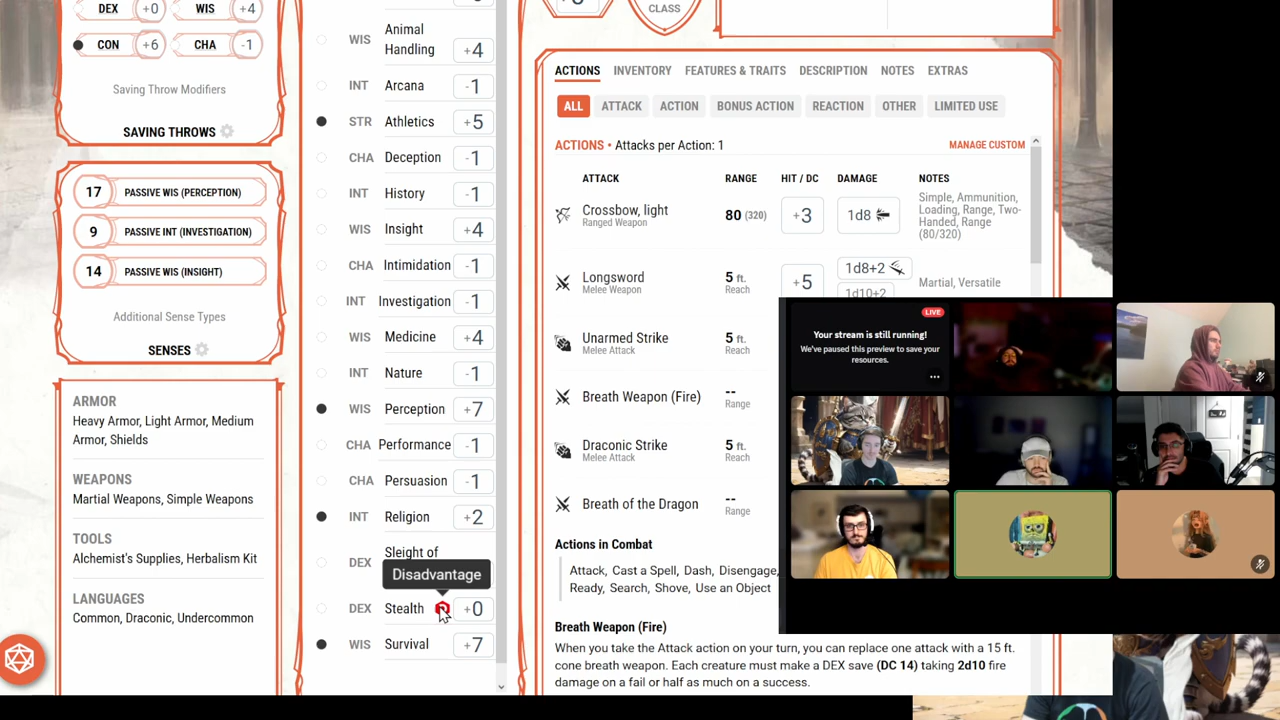 DEX +0 WIS +4
CON +6 CHA -1
Saving Throw Modifiers
SAVING THROWS
17 PASSIVE WIS (PERCEPTION)
9 PASSIVE INT (INVESTIGATION)
14 PASSIVE WIS (INSIGHT)
Additional Sense Types
SENSES
ARMOR
Heavy Armor, Light Armor, Medium
Armor, Shields
WEAPONS
Martial Weapons, Simple Weapons
TOOLS
Alchemist's Supplies, Herbalism Kit
LANGUAGES
Common, Draconic, Undercommon
WIS Animal
Handling +4
INT Arcana -1
STR Athletics +5
CHA Deception -1
INT History -1
WIS Insight +4
CHA Intimidation -1
INT Investigation -1
WIS Medicine +4
INT Nature -1
WIS Perception +7
CHA Performance -1
CHA Persuasion -1
INT Religion +2
DEX Sleight of
Disadvantage
DEX Stealth +0
WIS Survival +7
CLASS
ACTIONS INVENTORY FEATURES & TRAITS DESCRIPTION NOTES EXTRAS
ALL ATTACK ACTION BONUS ACTION REACTION OTHER LIMITED USE
ACTIONS • Attacks per Action: 1 MANAGE CUSTOM
ATTACK RANGE HIT / DC DAMAGE NOTES
Crossbow, light
Ranged Weapon
80 (320) +3 1d8
Simple, Ammunition,
Loading, Range, Two-
Handed, Range
(80/320)
Longsword
Melee Weapon
5 ft.
Reach
+5
1d8+2
1d10+2
Martial, Versatile
Unarmed Strike
Melee Attack
5 ft.
Reach
Breath Weapon (Fire) --
Range
Draconic Strike
Melee Attack
5 ft.
Reach
Breath of the Dragon --
Range
Actions in Combat
Attack, Cast a Spell, Dash, Disengage,
Ready, Search, Shove, Use an Object
Breath Weapon (Fire)
When you take the Attack action on your turn, you can replace one attack with a 15 ft.
cone breath weapon. Each creature must make a DEX save (DC 14) taking 2d10 fire
damage on a fail or half as much on a success.
LIVE
Your stream is still running!
We've paused this preview to save your
resources.